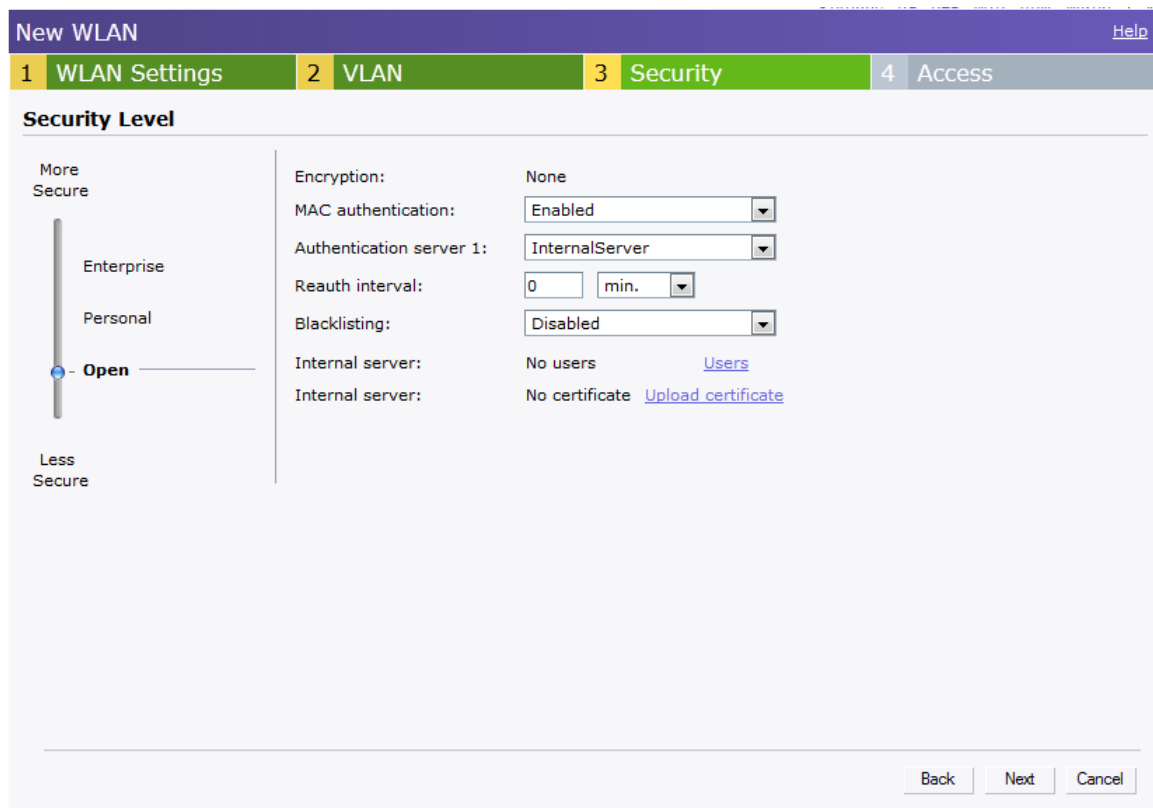 New WLAN Help
1 WLAN Settings 2 VLAN 3 Security 4 Access
Security Level
More
Secure
Enterprise
Personal
Open
Less
Secure
Encryption: None
MAC authentication: Enabled
Authentication server 1: InternalServer
Reauth interval: 0 min.
Blacklisting: Disabled
Internal server: No users Users
Internal server: No certificate Upload certificate
Back Next Cancel